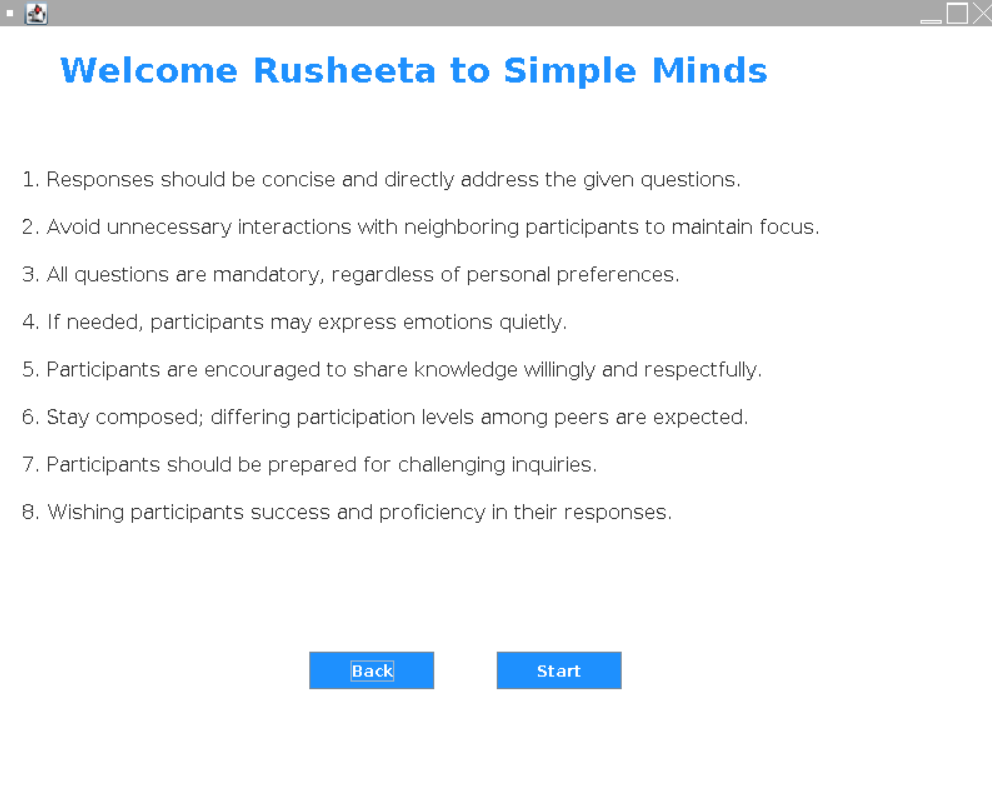 Welcome Rusheeta to Simple Minds
1. Responses should be concise and directly address the given questions.
2. Avoid unnecessary interactions with neighboring participants to maintain focus.
3. All questions are mandatory, regardless of personal preferences.
4. If needed, participants may express emotions quietly.
5. Participants are encouraged to share knowledge willingly and respectfully.
6. Stay composed; differing participation levels among peers are expected.
7. Participants should be prepared for challenging inquiries.
8. Wishing participants success and proficiency in their responses.
Back Start